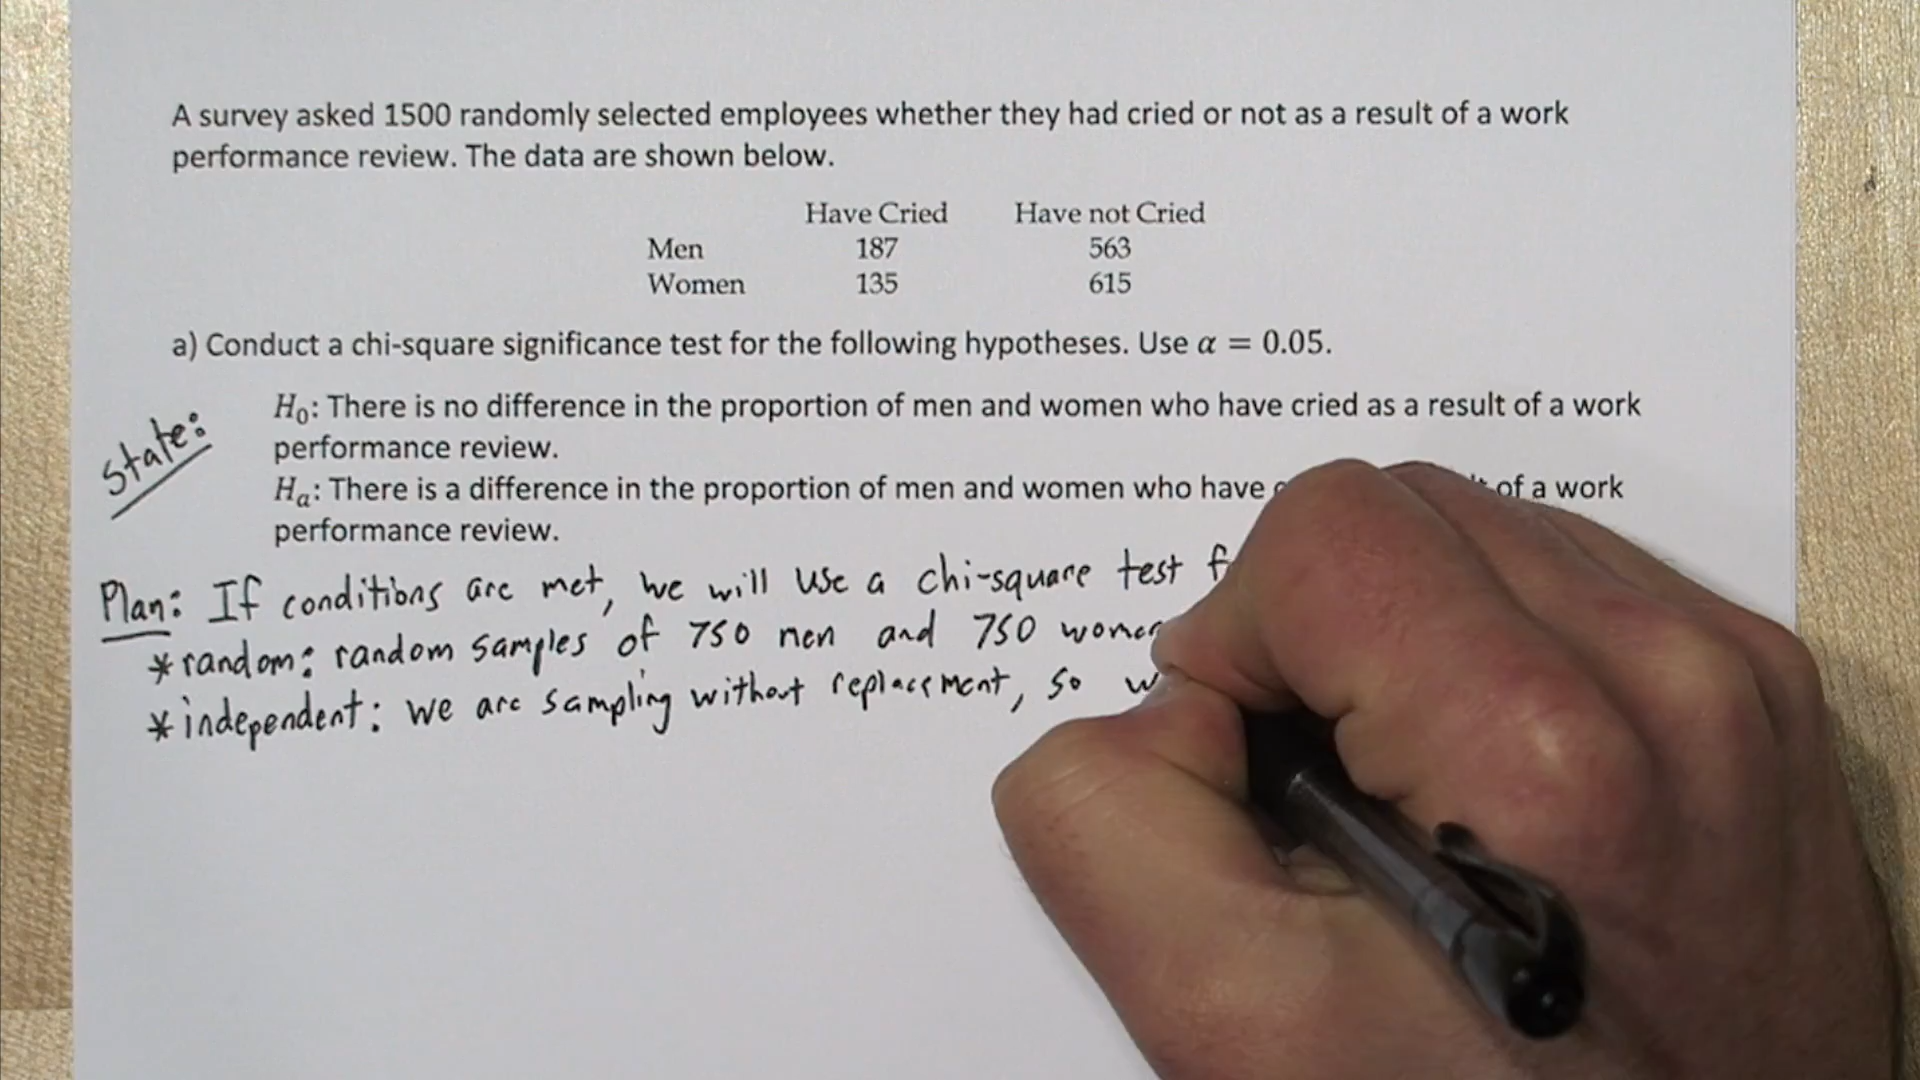 A survey asked 1500 randomly selected employees whether they had cried or not as a result of a work
performance review. The data are shown below.
Have Cried Have not Cried
Men 187 563
Women 135 615
a) Conduct a chi-square significance test for the following hypotheses. Use α = 0.05.
State:
H₀: There is no difference in the proportion of men and women who have cried as a result of a work
performance review.
Hₐ: There is a difference in the proportion of men and women who have of a work
performance review.
Plan: If conditions are met, we will use a chi-square test
*random: random samples of 750 men and 750 women
*independent: we are sampling without replacement, so